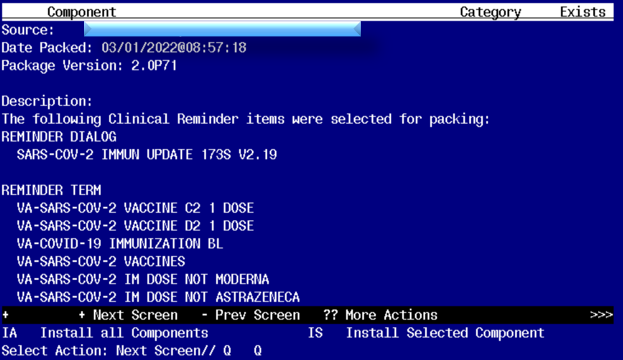 Component Category Exists
Source:
Date Packed: 03/01/2022@08:57:18
Package Version: 2.0P71
Description:
The following Clinical Reminder items were selected for packing:
REMINDER DIALOG
SARS-COV-2 IMMUN UPDATE 173S V2.19
REMINDER TERM
VA-SARS-COV-2 VACCINE C2 1 DOSE
VA-SARS-COV-2 VACCINE D2 1 DOSE
VA-COVID-19 IMMUNIZATION BL
VA-SARS-COV-2 VACCINES
VA-SARS-COV-2 IM DOSE NOT MODERNA
VA-SARS-COV-2 IM DOSE NOT ASTRAZENECA
+ + Next Screen - Prev Screen ?? More Actions >>>
IA Install all Components IS Install Selected Component
Select Action: Next Screen// Q Q